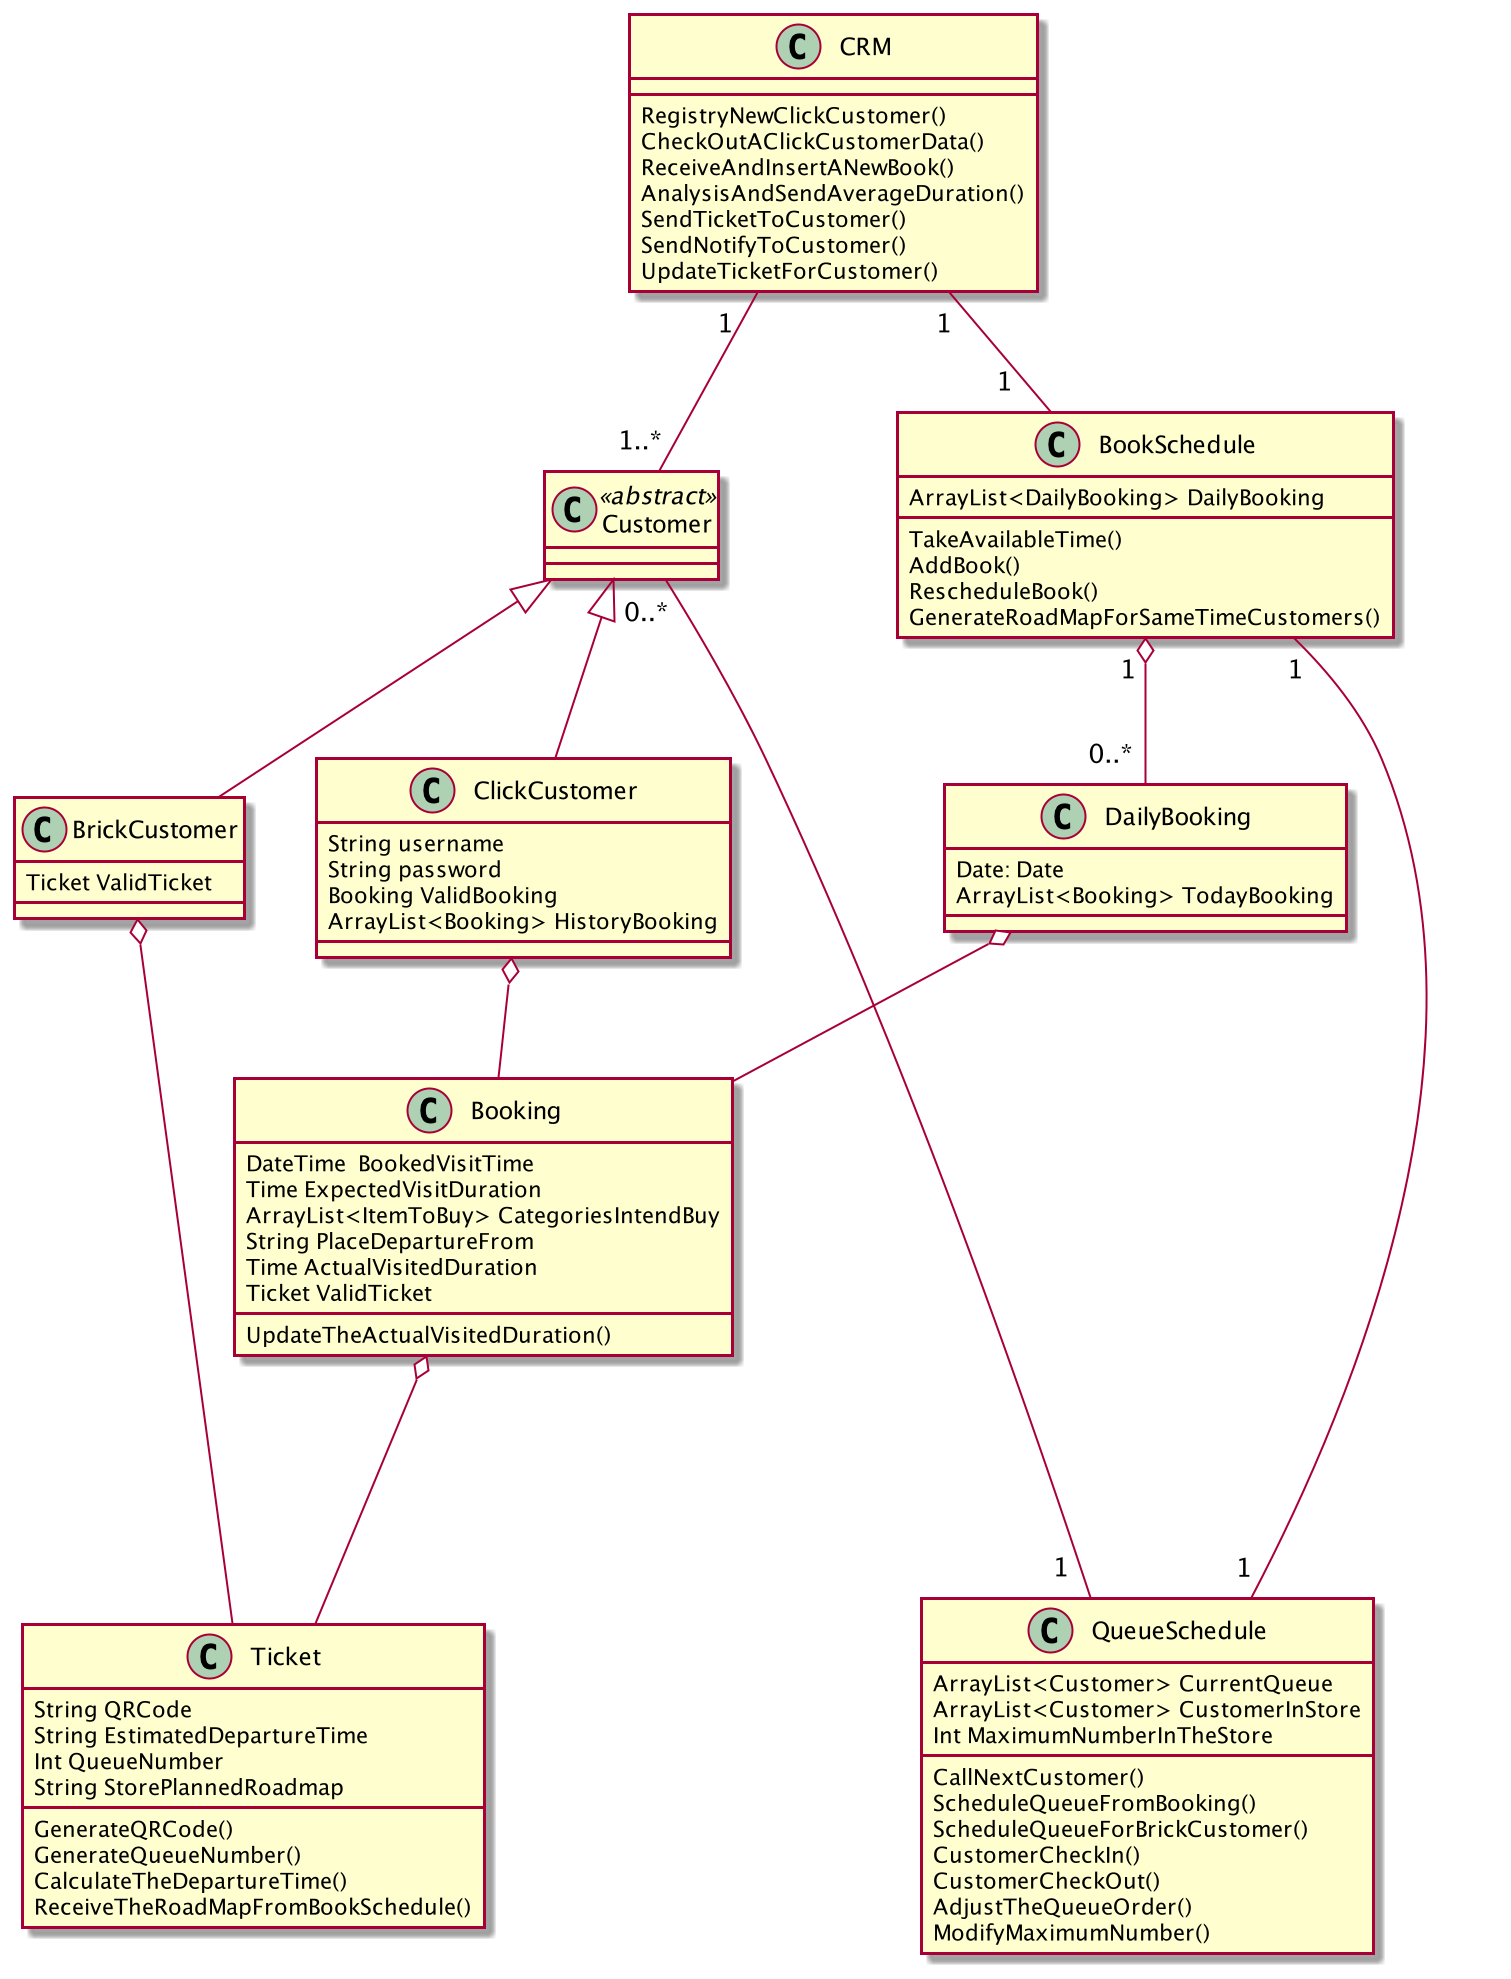 C CRM
RegistryNewClickCustomer()
CheckOutAClickCustomerData()
ReceiveAndInsertANewBook()
AnalysisAndSendAverageDuration()
SendTicketToCustomer()
SendNotifyToCustomer()
UpdateTicketForCustomer()
1
1
1
1..*
C «abstract»
Customer
0..*
C BookSchedule
ArrayList<DailyBooking> DailyBooking
TakeAvailableTime()
AddBook()
RescheduleBook()
GenerateRoadMapForSameTimeCustomers()
1
1
0..*
C BrickCustomer
Ticket ValidTicket
C ClickCustomer
String username
String password
Booking ValidBooking
ArrayList<Booking> HistoryBooking
C DailyBooking
Date: Date
ArrayList<Booking> TodayBooking
C Booking
DateTime  BookedVisitTime
Time ExpectedVisitDuration
ArrayList<ItemToBuy> CategoriesIntendBuy
String PlaceDepartureFrom
Time ActualVisitedDuration
Ticket ValidTicket
UpdateTheActualVisitedDuration()
1
1
C Ticket
String QRCode
String EstimatedDepartureTime
Int QueueNumber
String StorePlannedRoadmap
GenerateQRCode()
GenerateQueueNumber()
CalculateTheDepartureTime()
ReceiveTheRoadMapFromBookSchedule()
C QueueSchedule
ArrayList<Customer> CurrentQueue
ArrayList<Customer> CustomerInStore
Int MaximumNumberInTheStore
CallNextCustomer()
ScheduleQueueFromBooking()
ScheduleQueueForBrickCustomer()
CustomerCheckIn()
CustomerCheckOut()
AdjustTheQueueOrder()
ModifyMaximumNumber()